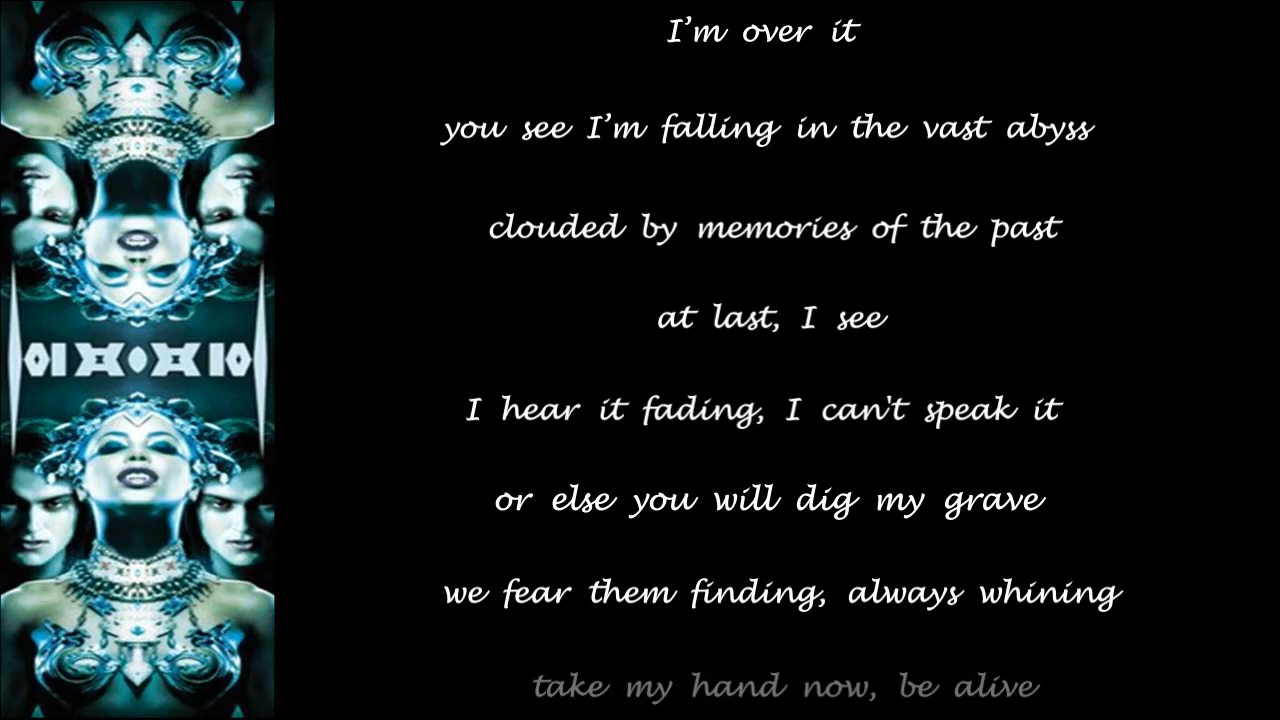 I’m over it
you see I’m falling in the vast abyss
clouded by memories of the past
at last, I see
I hear it fading, I can't speak it
or else you will dig my grave
we fear them finding, always whining
take my hand now, be alive